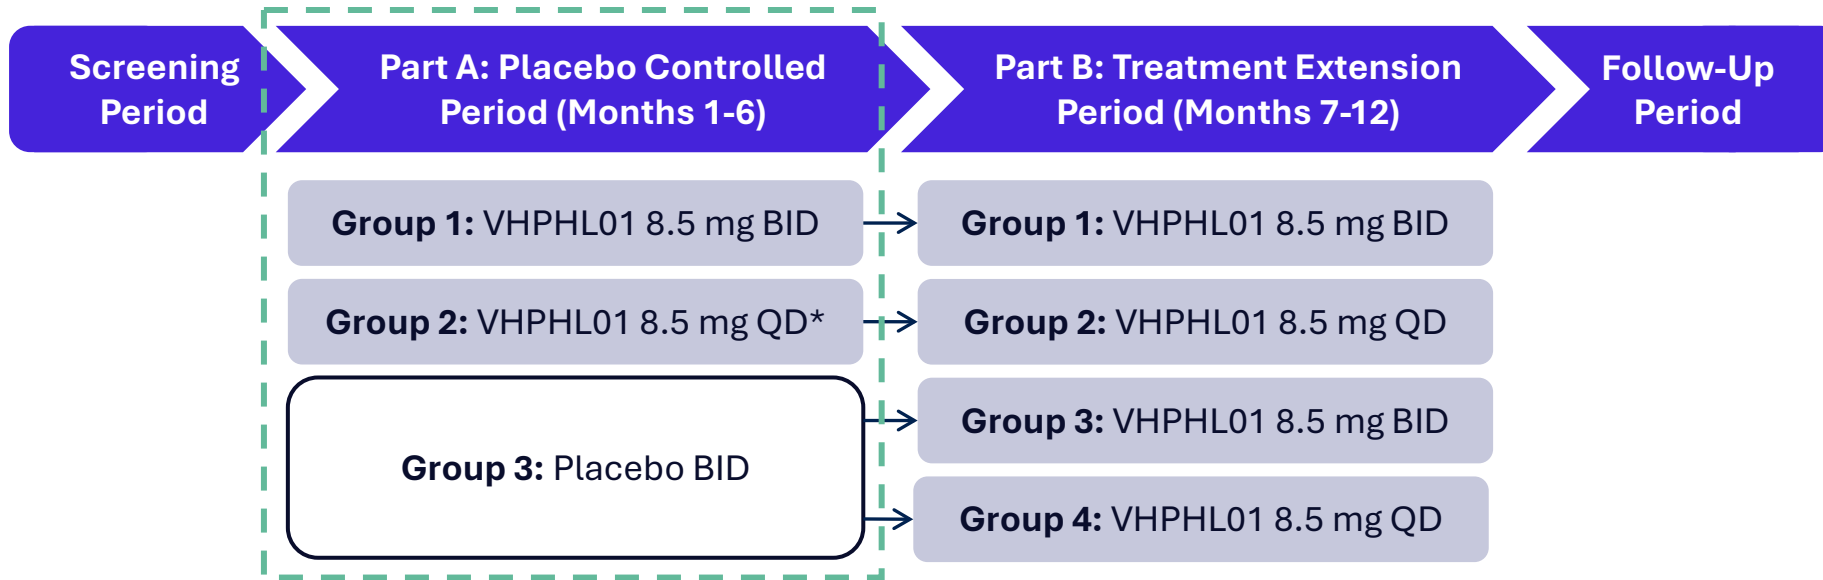 Screening
Period
Part A: Placebo Controlled
Period (Months 1-6)
Part B: Treatment Extension
Period (Months 7-12)
Follow-Up
Period
Group 1: VHPHL01 8.5 mg BID
Group 1: VHPHL01 8.5 mg BID
Group 2: VHPHL01 8.5 mg QD*
Group 2: VHPHL01 8.5 mg QD
Group 3: Placebo BID
Group 3: VHPHL01 8.5 mg BID
Group 4: VHPHL01 8.5 mg QD